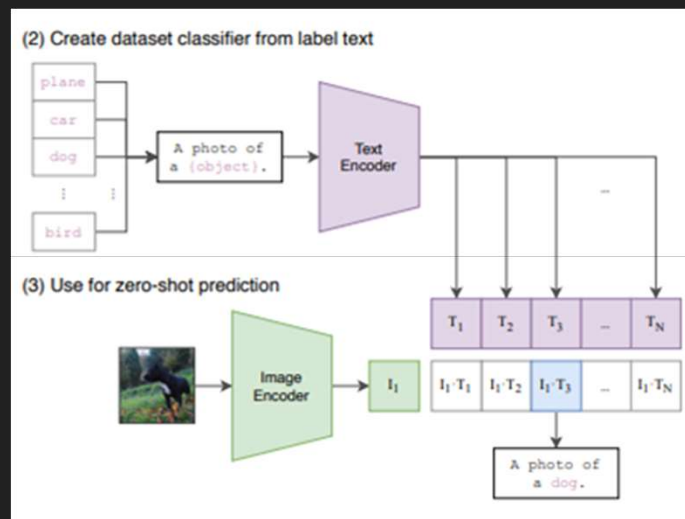 (2) Create dataset classifier from label text
plane
car
dog
⋮ ⋮
bird
A photo of
a {object}.
Text
Encoder
...
(3) Use for zero-shot prediction
Image
Encoder
I₁
T₁ T₂ T₃ ... T_N
I₁·T₁ I₁·T₂ I₁·T₃ ... I₁·T_N
A photo of
a dog.